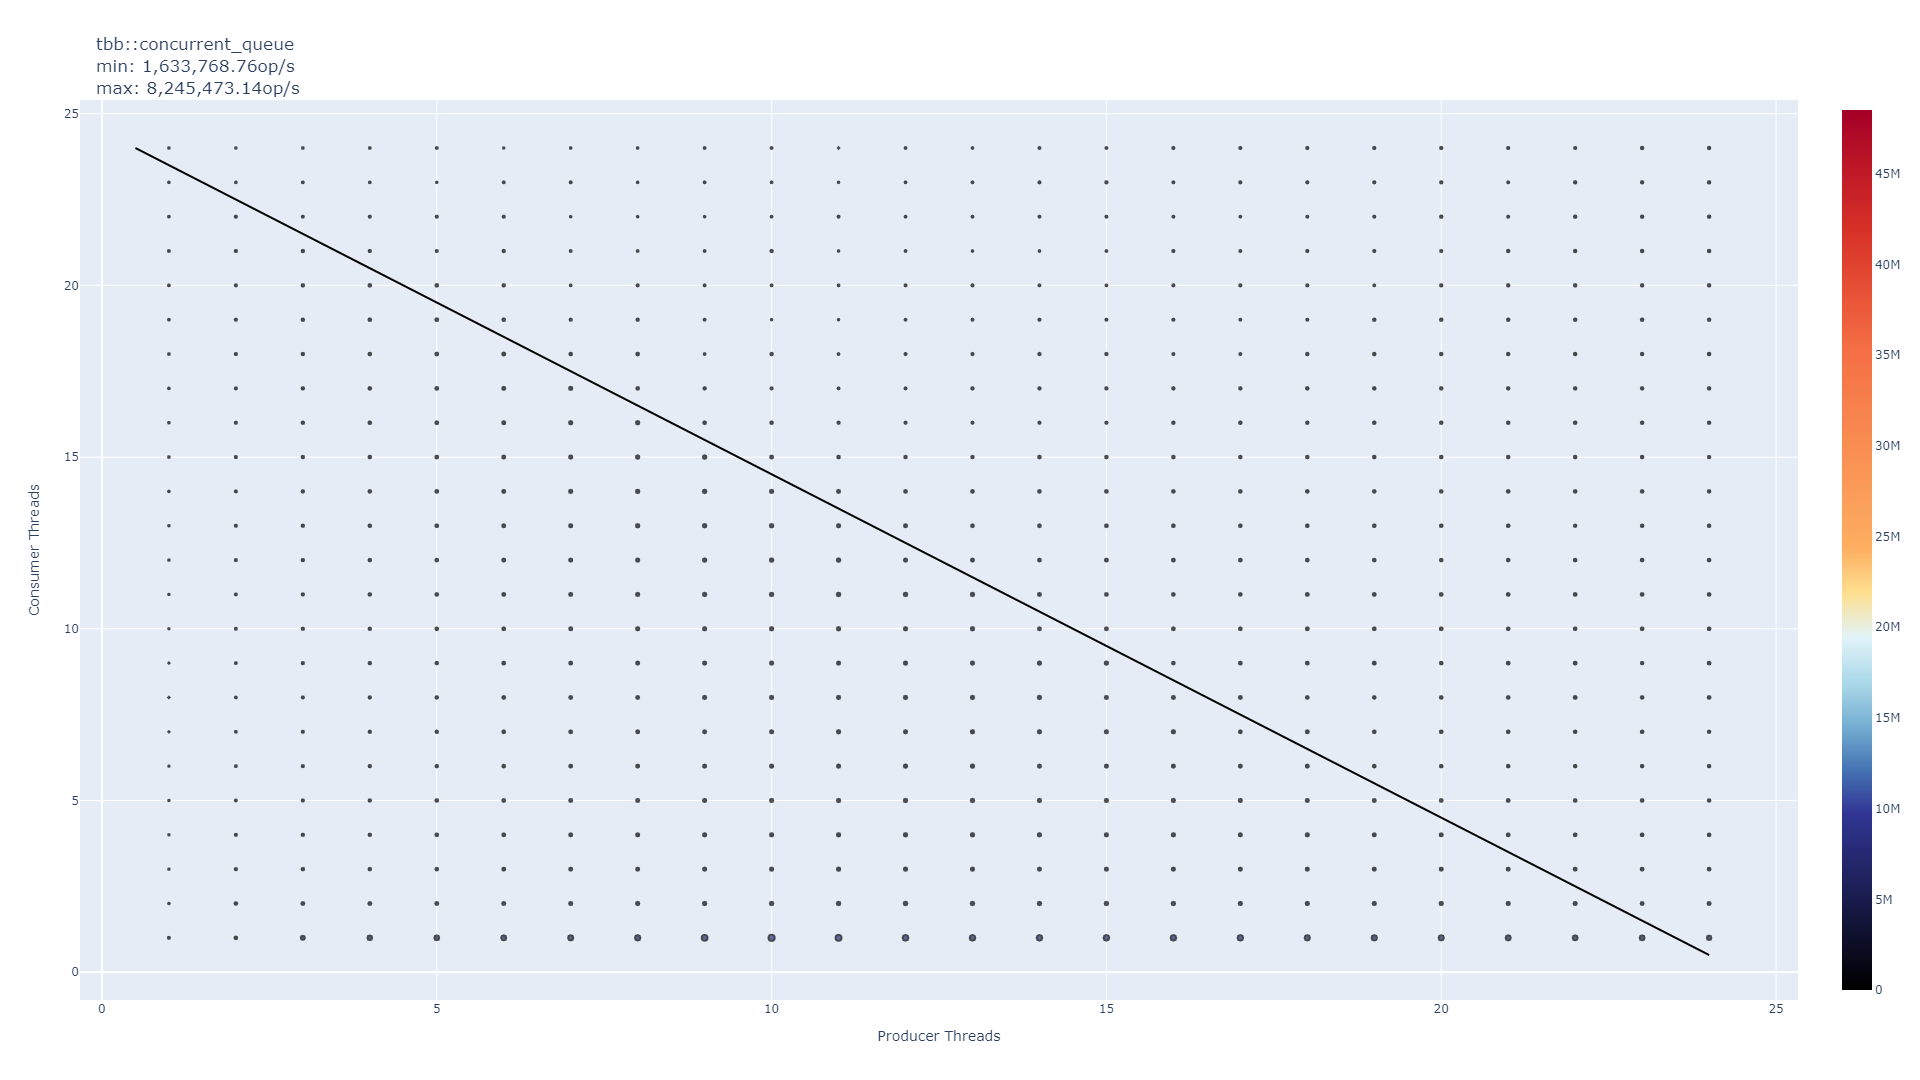 tbb::concurrent_queue
min: 1,633,768.76op/s
max: 8,245,473.14op/s
25
20
15
10
5
0
Consumer Threads
0
5
10
15
20
25
Producer Threads
45M
40M
35M
30M
25M
20M
15M
10M
5M
0